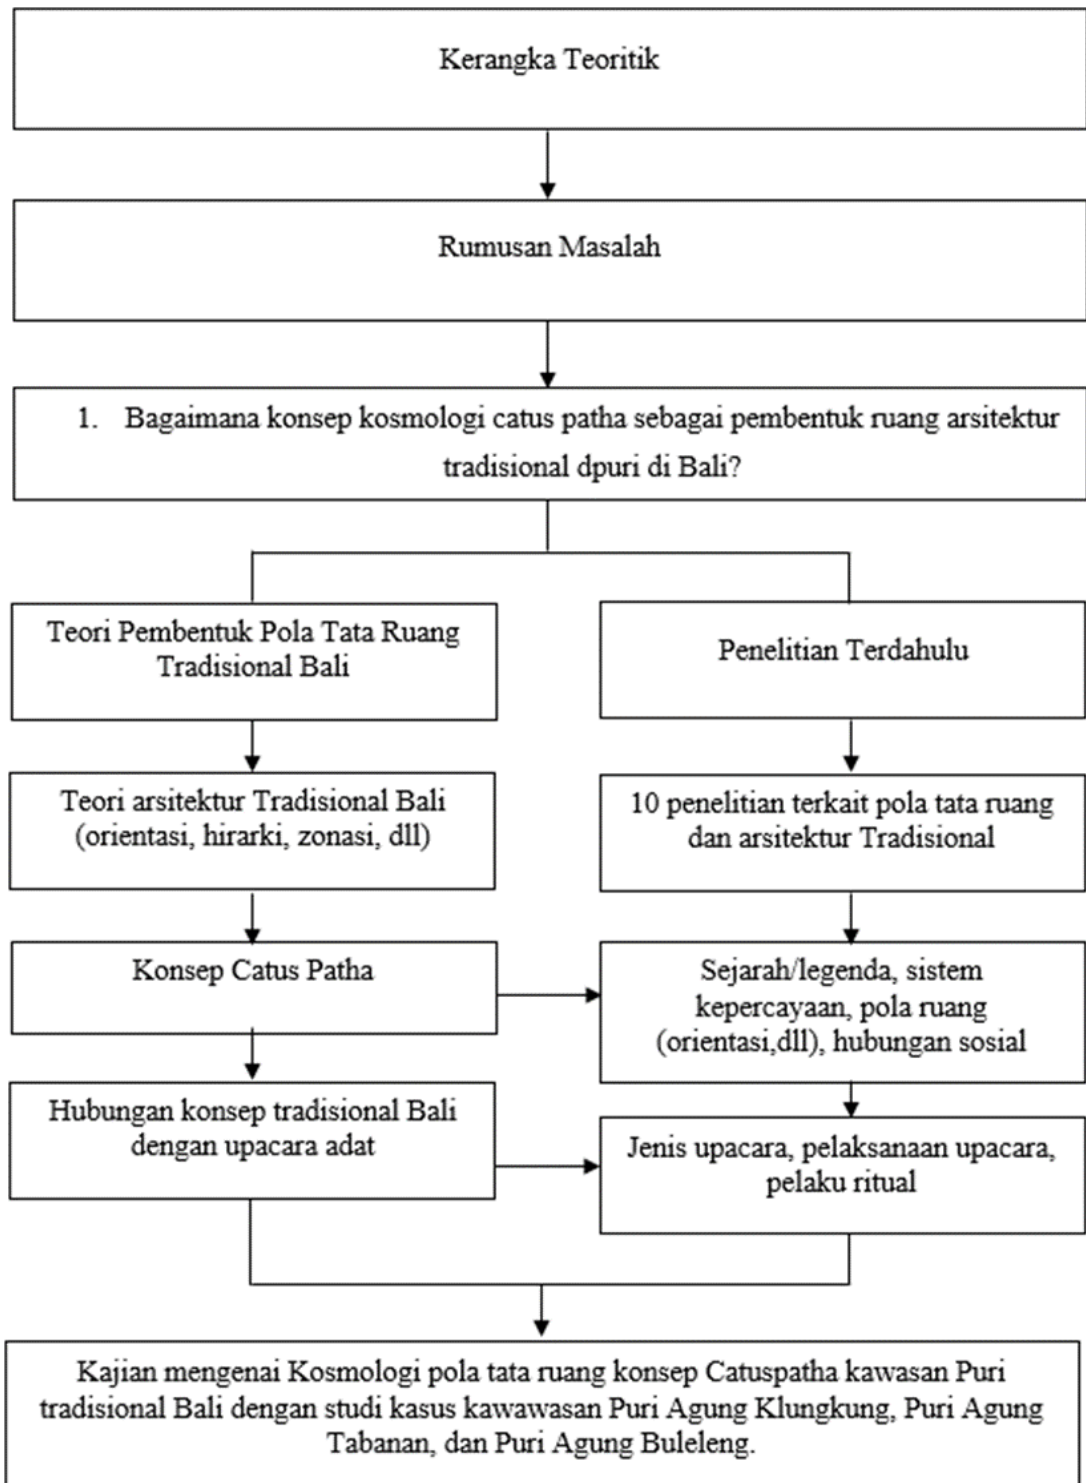 Kerangka Teoritik
Rumusan Masalah
1. Bagaimana konsep kosmologi catus patha sebagai pembentuk ruang arsitektur
tradisional dpuri di Bali?
Teori Pembentuk Pola Tata Ruang
Tradisional Bali
Penelitian Terdahulu
Teori arsitektur Tradisional Bali
(orientasi, hirarki, zonasi, dll)
10 penelitian terkait pola tata ruang
dan arsitektur Tradisional
Konsep Catus Patha
Sejarah/legenda, sistem
kepercayaan, pola ruang
(orientasi,dll), hubungan sosial
Hubungan konsep tradisional Bali
dengan upacara adat
Jenis upacara, pelaksanaan upacara,
pelaku ritual
Kajian mengenai Kosmologi pola tata ruang konsep Catuspatha kawasan Puri
tradisional Bali dengan studi kasus kawawasan Puri Agung Klungkung, Puri Agung
Tabanan, dan Puri Agung Buleleng.